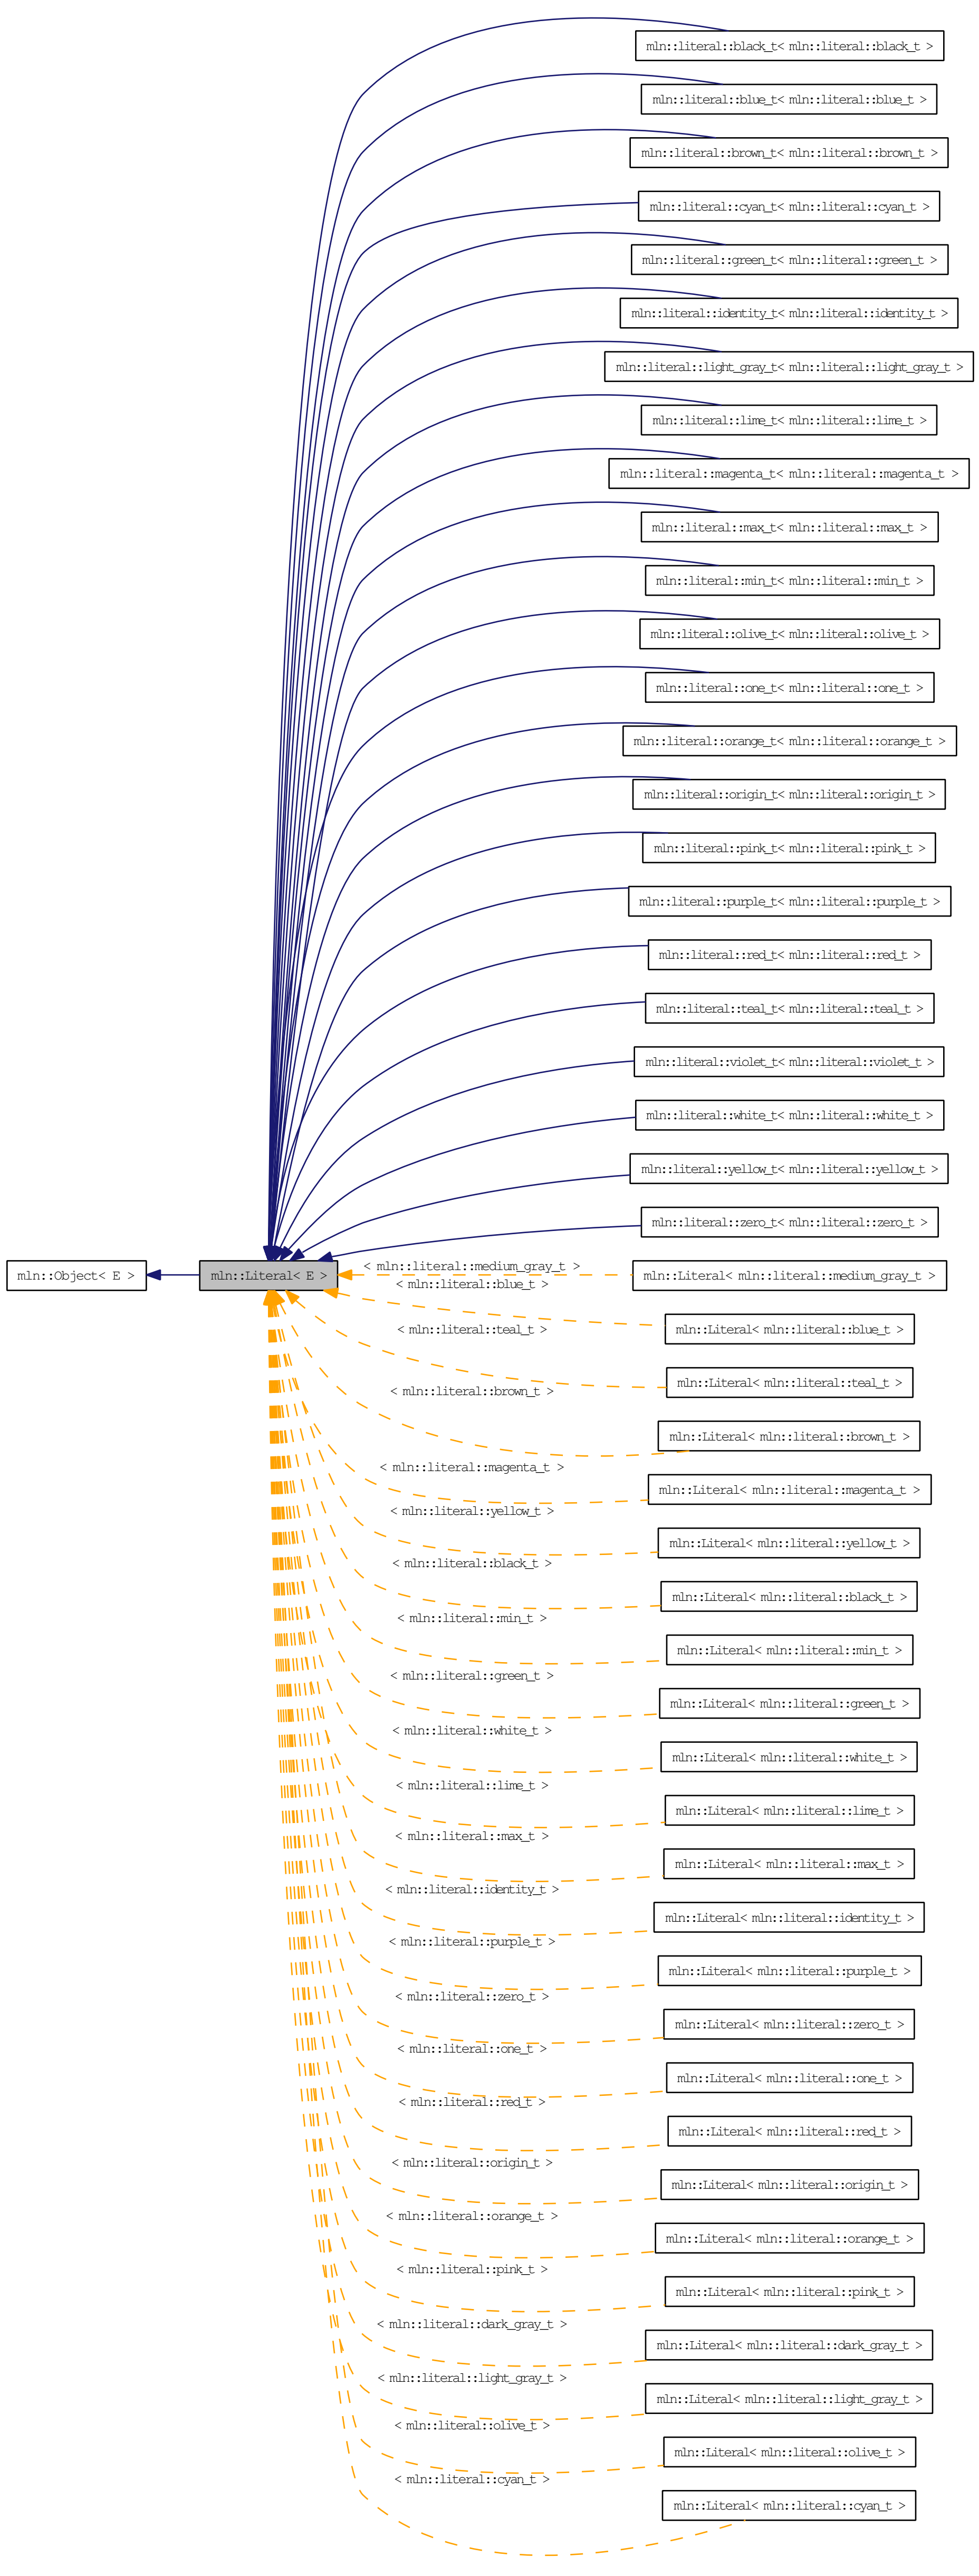 mln::literal::black_t< mln::literal::black_t >
mln::literal::blue_t< mln::literal::blue_t >
mln::literal::brown_t< mln::literal::brown_t >
mln::literal::cyan_t< mln::literal::cyan_t >
mln::literal::green_t< mln::literal::green_t >
mln::literal::identity_t< mln::literal::identity_t >
mln::literal::light_gray_t< mln::literal::light_gray_t >
mln::literal::lime_t< mln::literal::lime_t >
mln::literal::magenta_t< mln::literal::magenta_t >
mln::literal::max_t< mln::literal::max_t >
mln::literal::min_t< mln::literal::min_t >
mln::literal::olive_t< mln::literal::olive_t >
mln::literal::one_t< mln::literal::one_t >
mln::literal::orange_t< mln::literal::orange_t >
mln::literal::origin_t< mln::literal::origin_t >
mln::literal::pink_t< mln::literal::pink_t >
mln::literal::purple_t< mln::literal::purple_t >
mln::literal::red_t< mln::literal::red_t >
mln::literal::teal_t< mln::literal::teal_t >
mln::literal::violet_t< mln::literal::violet_t >
mln::literal::white_t< mln::literal::white_t >
mln::literal::yellow_t< mln::literal::yellow_t >
mln::literal::zero_t< mln::literal::zero_t >
mln::Object< E >
mln::Literal< E >
< mln::literal::medium_gray_t >
mln::Literal< mln::literal::medium_gray_t >
< mln::literal::blue_t >
mln::Literal< mln::literal::blue_t >
< mln::literal::teal_t >
mln::Literal< mln::literal::teal_t >
< mln::literal::brown_t >
mln::Literal< mln::literal::brown_t >
< mln::literal::magenta_t >
mln::Literal< mln::literal::magenta_t >
< mln::literal::yellow_t >
mln::Literal< mln::literal::yellow_t >
< mln::literal::black_t >
mln::Literal< mln::literal::black_t >
< mln::literal::min_t >
mln::Literal< mln::literal::min_t >
< mln::literal::green_t >
mln::Literal< mln::literal::green_t >
< mln::literal::white_t >
mln::Literal< mln::literal::white_t >
< mln::literal::lime_t >
mln::Literal< mln::literal::lime_t >
< mln::literal::max_t >
mln::Literal< mln::literal::max_t >
< mln::literal::identity_t >
mln::Literal< mln::literal::identity_t >
< mln::literal::purple_t >
mln::Literal< mln::literal::purple_t >
< mln::literal::zero_t >
mln::Literal< mln::literal::zero_t >
< mln::literal::one_t >
mln::Literal< mln::literal::one_t >
< mln::literal::red_t >
mln::Literal< mln::literal::red_t >
< mln::literal::origin_t >
mln::Literal< mln::literal::origin_t >
< mln::literal::orange_t >
mln::Literal< mln::literal::orange_t >
< mln::literal::pink_t >
mln::Literal< mln::literal::pink_t >
< mln::literal::dark_gray_t >
mln::Literal< mln::literal::dark_gray_t >
< mln::literal::light_gray_t >
mln::Literal< mln::literal::light_gray_t >
< mln::literal::olive_t >
mln::Literal< mln::literal::olive_t >
< mln::literal::cyan_t >
mln::Literal< mln::literal::cyan_t >